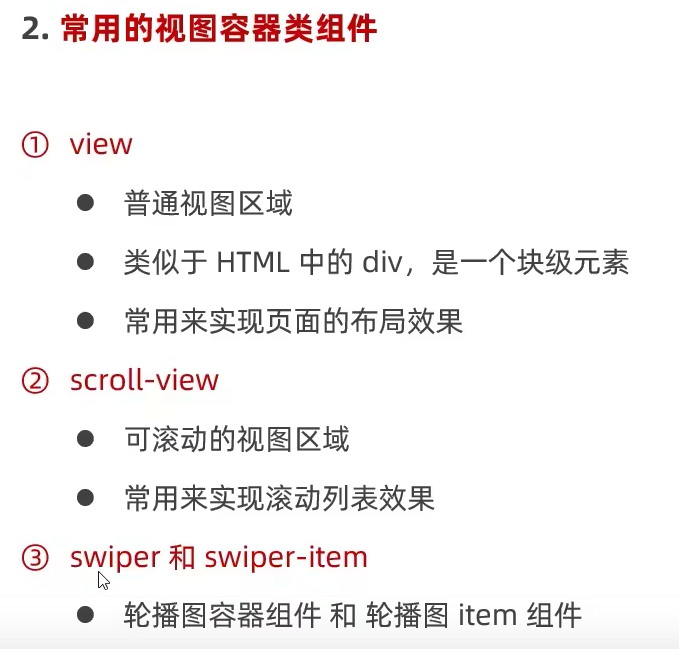 2. 常用的视图容器类组件
① view
● 普通视图区域
● 类似于 HTML 中的 div，是一个块级元素
● 常用来实现页面的布局效果
② scroll-view
● 可滚动的视图区域
● 常用来实现滚动列表效果
③ swiper 和 swiper-item
● 轮播图容器组件 和 轮播图 item 组件